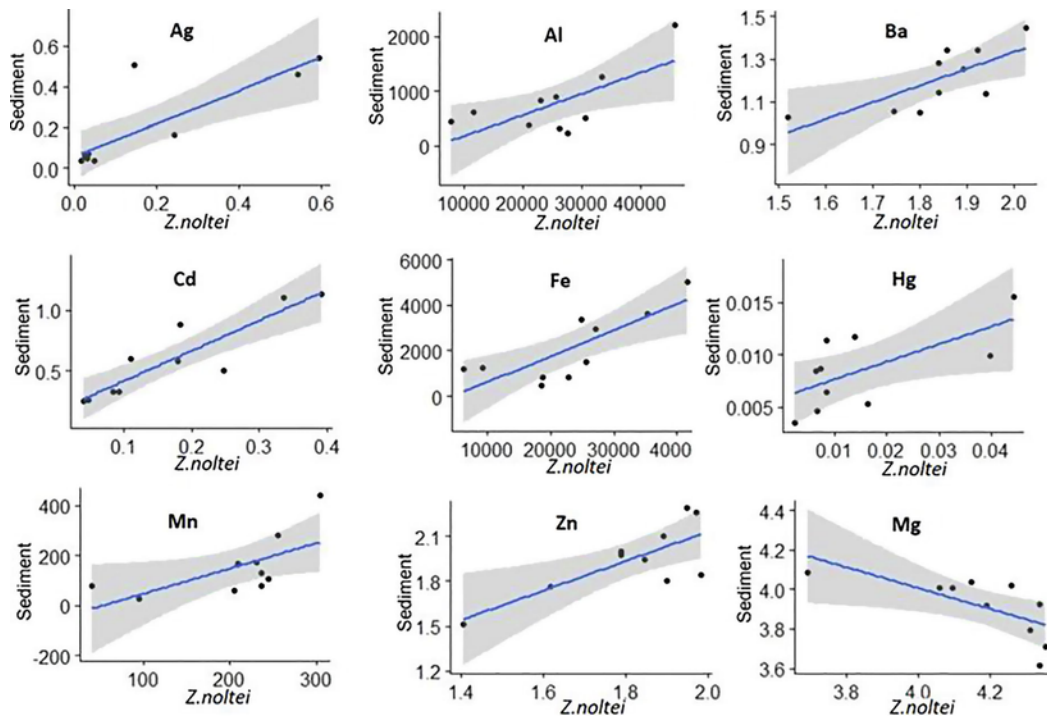 Ag
Sediment
0.6
0.4
0.2
0.0
0.0 0.2 0.4 0.6
Z.noltei
Al
Sediment
2000
1000
0
10000 20000 30000 40000
Z.noltei
Ba
Sediment
1.5
1.3
1.1
0.9
1.5 1.6 1.7 1.8 1.9 2.0
Z.noltei
Cd
Sediment
1.0
0.5
0.1 0.2 0.3 0.4
Z.noltei
Fe
Sediment
6000
4000
2000
0
10000 20000 30000 40000
Z.noltei
Hg
Sediment
0.015
0.010
0.005
0.01 0.02 0.03 0.04
Z.noltei
Mn
Sediment
400
200
0
-200
100 200 300
Z.noltei
Zn
Sediment
2.1
1.8
1.5
1.2
1.4 1.6 1.8 2.0
Z.noltei
Mg
Sediment
4.4
4.2
4.0
3.8
3.6
3.8 4.0 4.2
Z.noltei